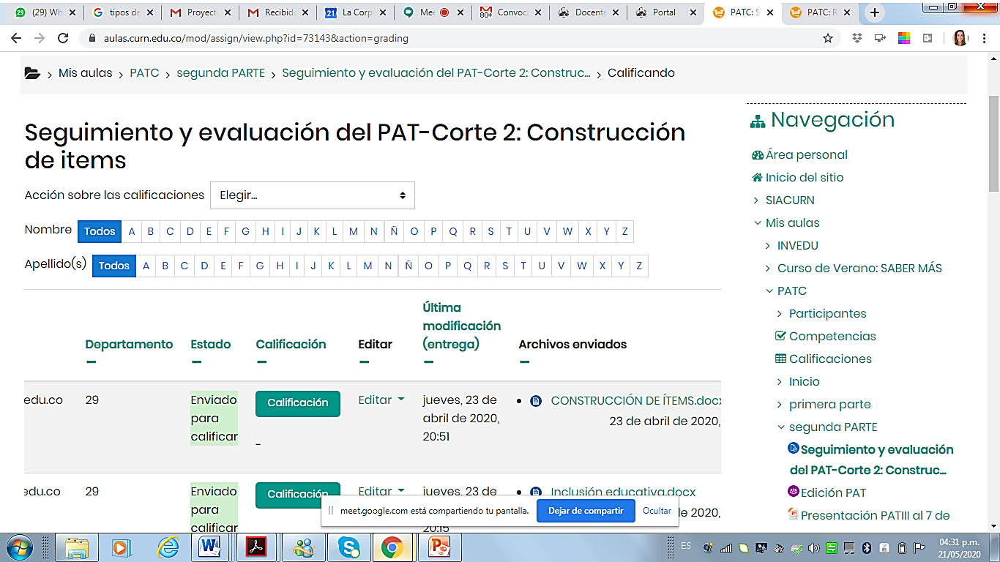 (29) Wh
tipos de
Proyect
Recibid
21 La Corp
Mee
80+ Convoc
Docente
Portal
PATC: S
PATC: R
aulas.curn.edu.co/mod/assign/view.php?id=73143&action=grading
Mis aulas > PATC > segunda PARTE > Seguimiento y evaluación del PAT-Corte 2: Construc... > Calificando
Seguimiento y evaluación del PAT-Corte 2: Construcción
de items
Acción sobre las calificaciones Elegir...
Nombre Todos A B C D E F G H I J K L M N Ñ O P Q R S T U V W X Y Z
Apellido(s) Todos A B C D E F G H I J K L M N Ñ O P Q R S T U V W X Y Z
Departamento
Estado
Calificación
Editar
Última
modificación
(entrega)
Archivos enviados
edu.co
29
Enviado
para
calificar
Calificación
-
Editar
jueves, 23 de
abril de 2020,
20:51
CONSTRUCCIÓN DE ÍTEMS.docx
23 de abril de 2020,
edu.co
29
Enviado
para
calificar
Calificación
Editar
jueves, 23 de
20:15
Inclusión educativa.docx
de 2020,
Navegación
Área personal
Inicio del sitio
SIACURN
Mis aulas
INVEDU
Curso de Verano: SABER MÁS
PATC
Participantes
Competencias
Calificaciones
Inicio
primera parte
segunda PARTE
Seguimiento y evaluación
del PAT-Corte 2: Construc...
Edición PAT
Presentación PATIII al 7 de
meet.google.com está compartiendo tu pantalla. Dejar de compartir Ocultar
ES
04:31 p.m.
21/05/2020